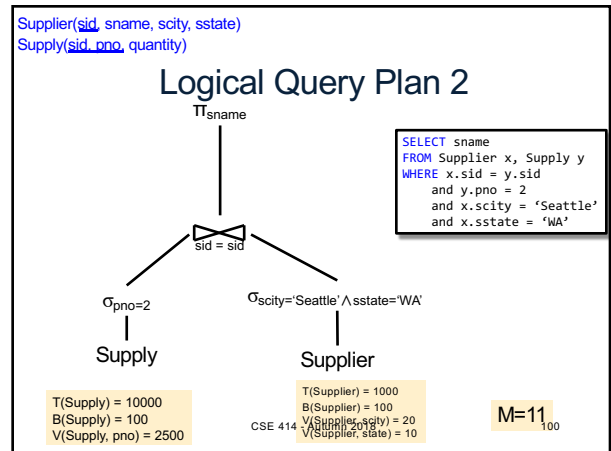 Supplier(sid, sname, scity, sstate)
Supply(sid, pno, quantity)
Logical Query Plan 2
πsname
SELECT sname
FROM Supplier x, Supply y
WHERE x.sid = y.sid
and y.pno = 2
and x.scity = ‘Seattle’
and x.sstate = ‘WA’
sid = sid
σpno=2
σscity=‘Seattle’∧sstate=‘WA’
Supply
Supplier
T(Supply) = 10000
B(Supply) = 100
V(Supply, pno) = 2500
T(Supplier) = 1000
B(Supplier) = 100
V(Supplier, scity) = 20
V(Supplier, state) = 10
CSE 414 - Autumn 2018
M=11
100